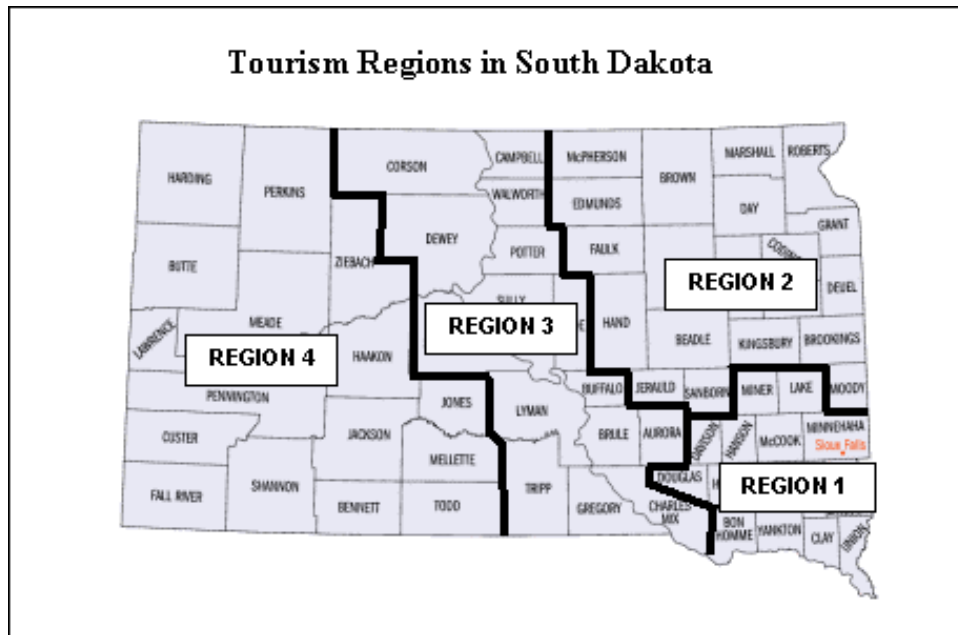 Tourism Regions in South Dakota
HARDING
PERKINS
CORSON
CAMPBELL
McPHERSON
BROWN
MARSHALL
ROBERTS
WALWORTH
EDMUNDS
DAY
GRANT
BUTTE
ZIEBACH
DEWEY
POTTER
FAULK
DEUEL
REGION 2
LAWRENCE
MEADE
SULLY
HAND
REGION 3
REGION 4
HAAKON
BEADLE
KINGSBURY
BROOKINGS
PENNINGTON
JONES
LYMAN
BUFFALO
JERAULD
SANBORN
MINER
LAKE
MOODY
CUSTER
JACKSON
BRULE
AURORA
DAVISON
HANSON
McCOOK
MINNEHAHA
Sioux Falls
MELLETTE
FALL RIVER
SHANNON
BENNETT
TODD
TRIPP
GREGORY
DOUGLAS
CHARLES
MIX
REGION 1
BON
HOMME
YANKTON
CLAY
UNION